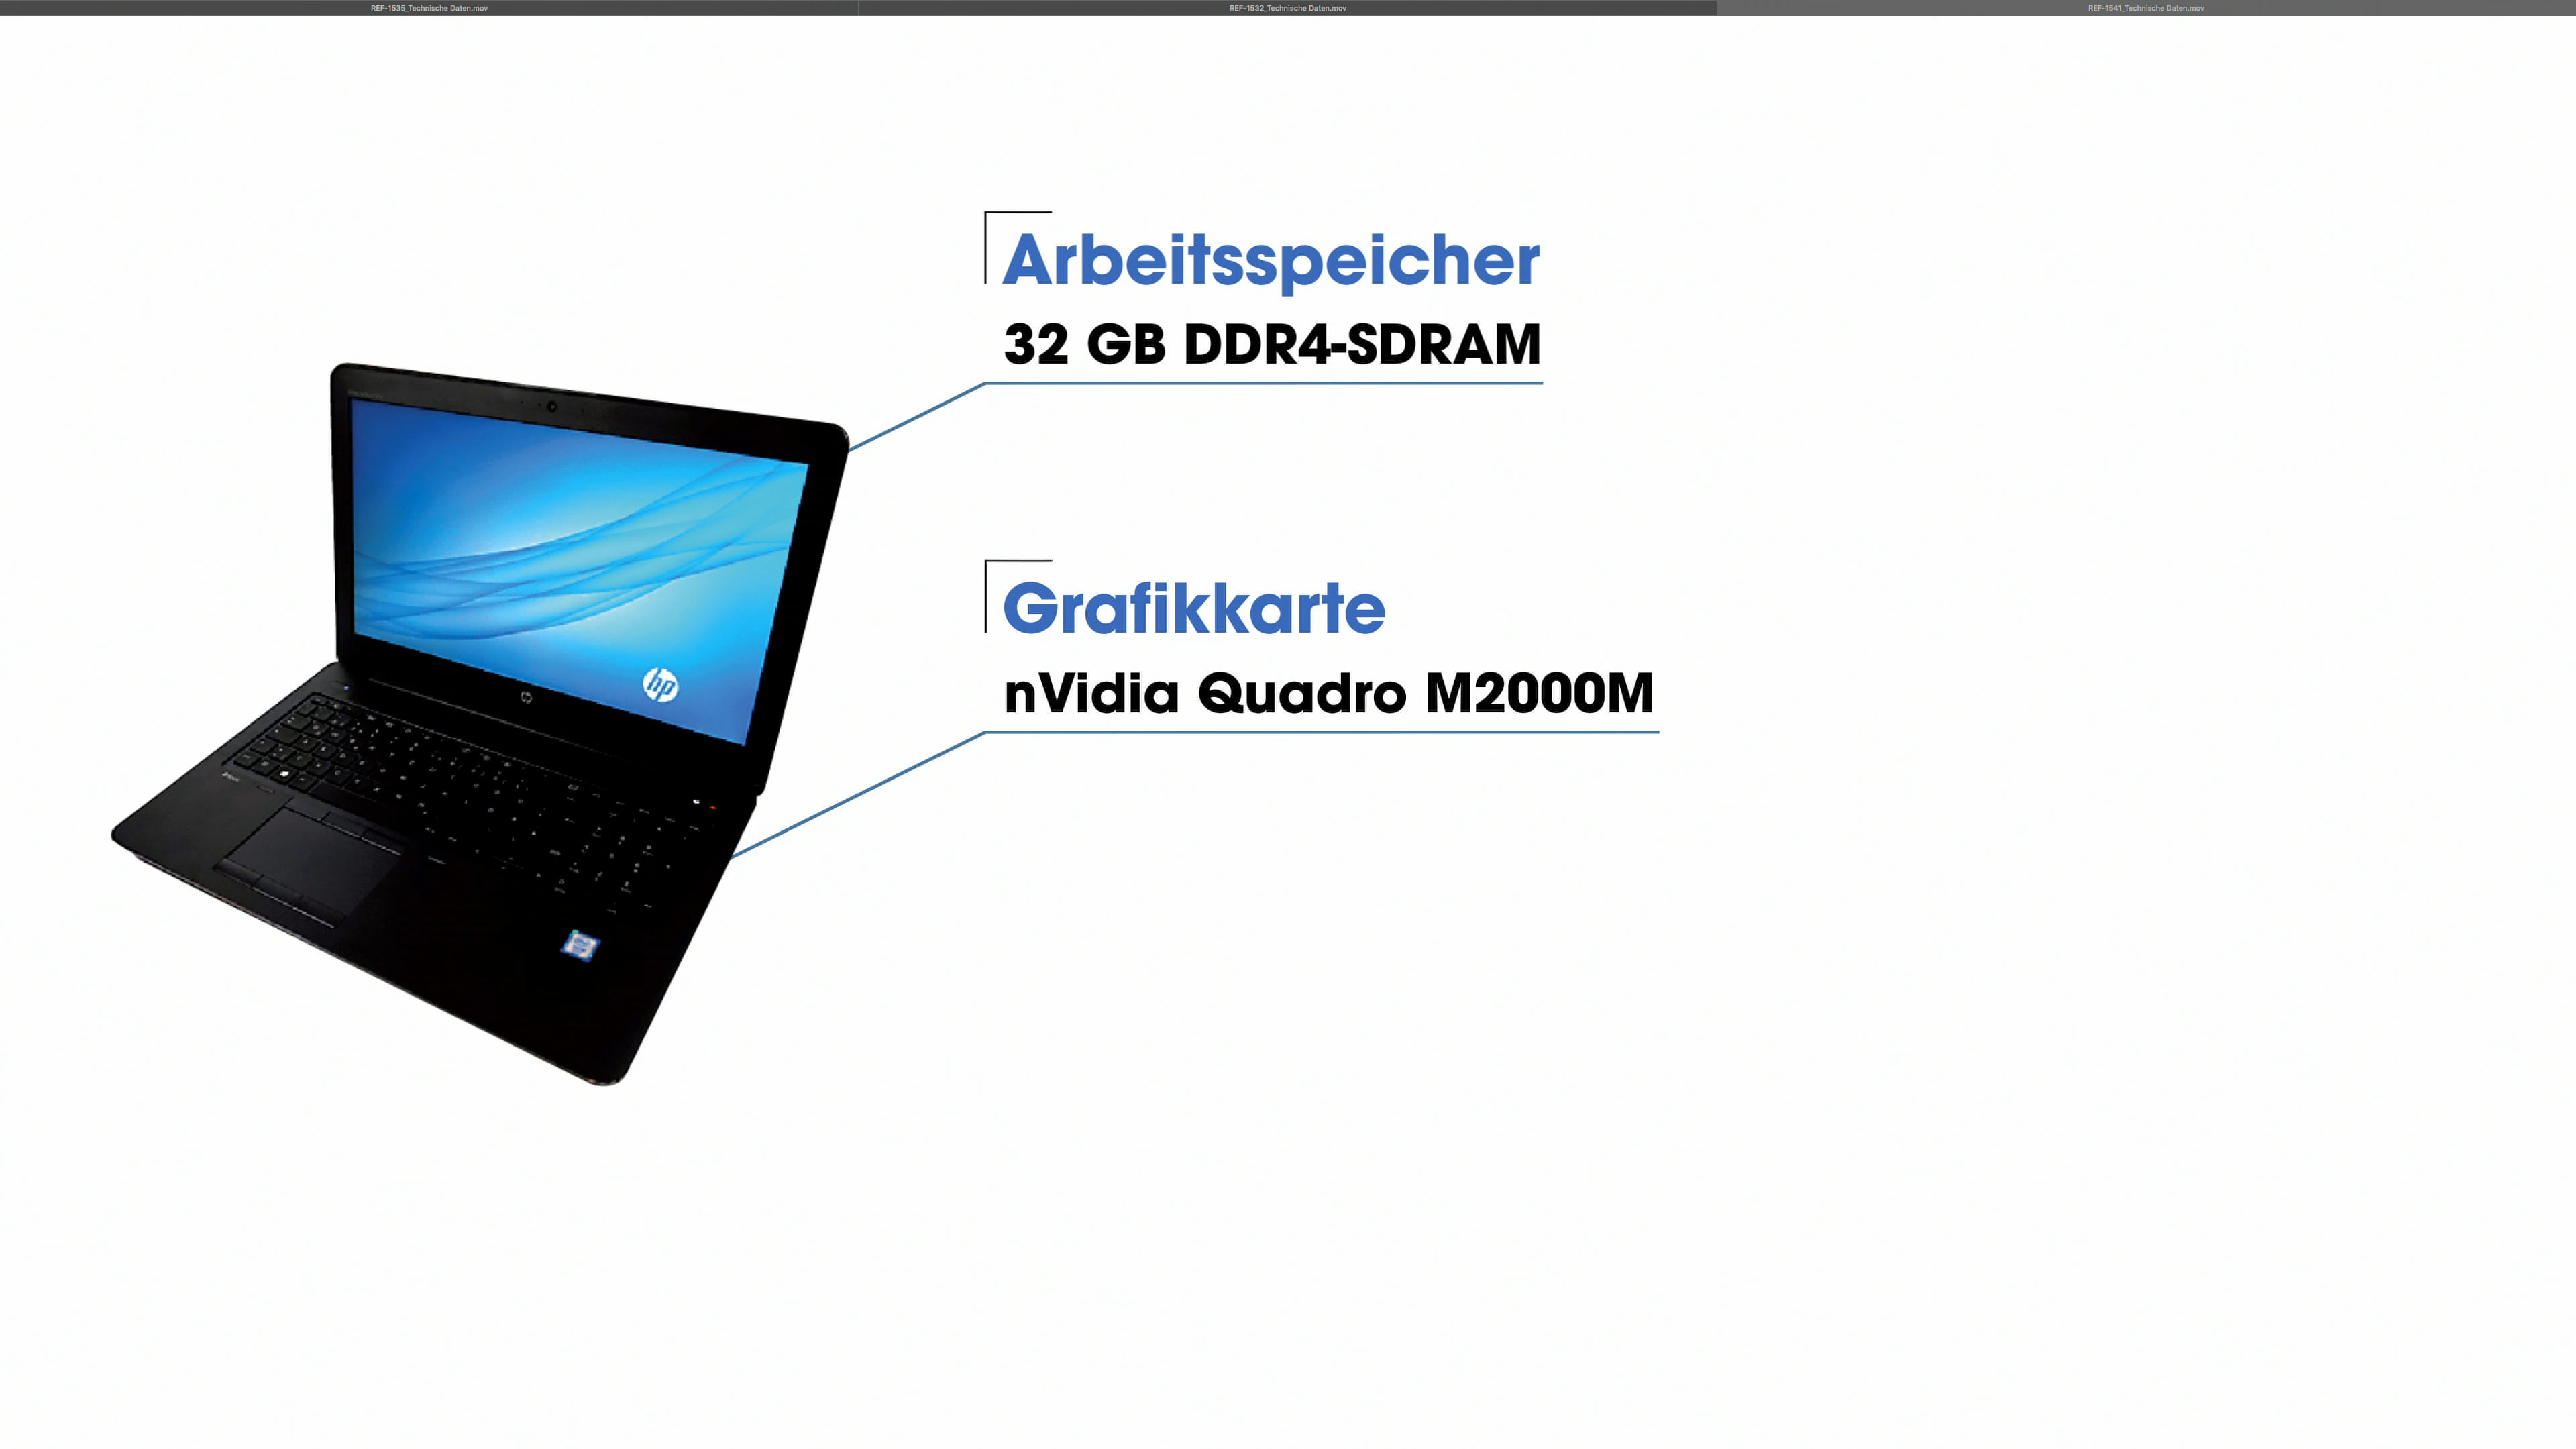 REF-1535_Technische Daten.mov
REF-1532_Technische Daten.mov
REF-1541_Technische Daten.mov
Arbeitsspeicher
32 GB DDR4-SDRAM
Grafikkarte
nVidia Quadro M2000M
hp